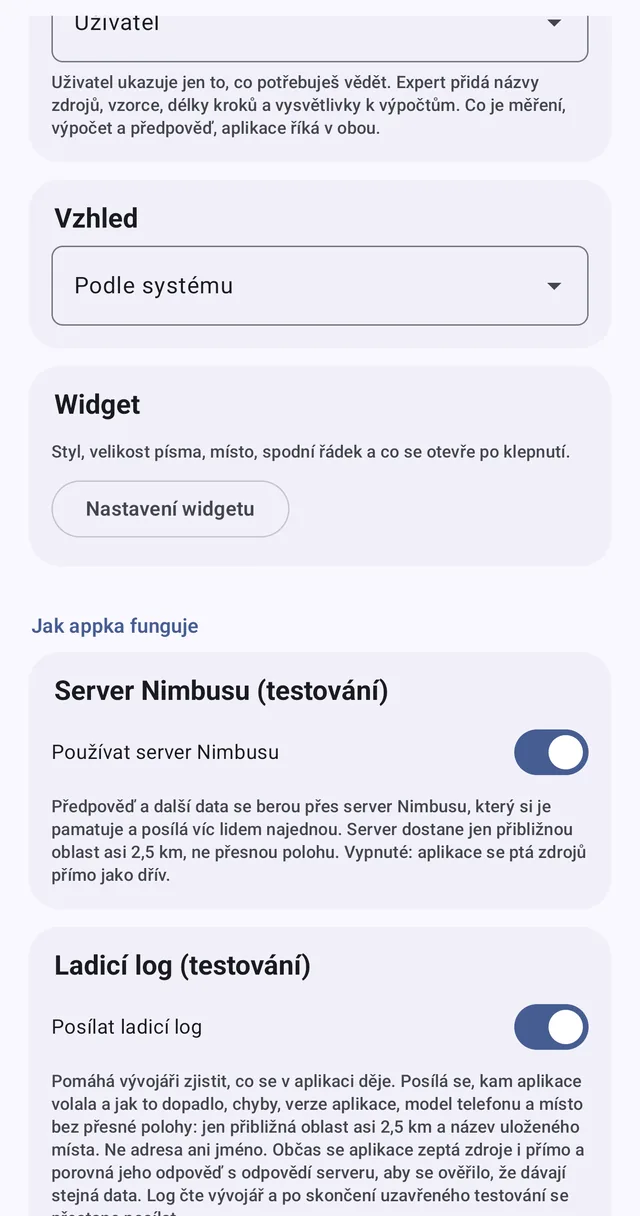 Uživatel
Uživatel ukazuje jen to, co potřebuješ vědět. Expert přidá názvy
zdrojů, vzorce, délky kroků a vysvětlivky k výpočtům. Co je měření,
výpočet a předpověď, aplikace říká v obou.
Vzhled
Podle systému
Widget
Styl, velikost písma, místo, spodní řádek a co se otevře po klepnutí.
Nastavení widgetu
Jak appka funguje
Server Nimbusu (testování)
Používat server Nimbusu
Předpověď a další data se berou přes server Nimbusu, který si je
pamatuje a posílá víc lidem najednou. Server dostane jen přibližnou
oblast asi 2,5 km, ne přesnou polohu. Vypnuté: aplikace se ptá zdrojů
přímo jako dřív.
Ladicí log (testování)
Posílat ladicí log
Pomáhá vývojáři zjistit, co se v aplikaci děje. Posílá se, kam aplikace
volala a jak to dopadlo, chyby, verze aplikace, model telefonu a místo
bez přesné polohy: jen přibližná oblast asi 2,5 km a název uloženého
místa. Ne adresa ani jméno. Občas se aplikace zeptá zdroje i přímo a
porovná jeho odpověď s odpovědí serveru, aby se ověřilo, že dávají
stejná data. Log čte vývojář a po skončení uzavřeného testování se